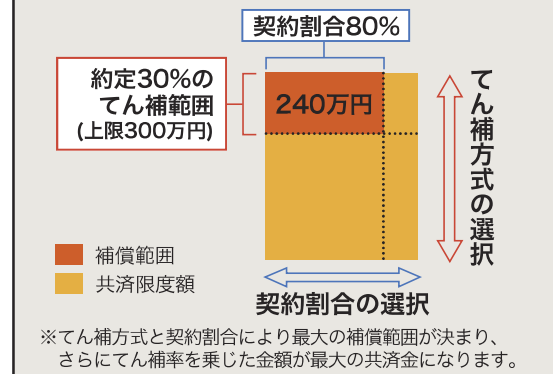 契約割合80%
約定30%の
てん補範囲
(上限300万円)
240万円
てん補方式の選択
補償範囲
共済限度額
契約割合の選択
※てん補方式と契約割合により最大の補償範囲が決まり、
さらにてん補率を乗じた金額が最大の共済金になります。